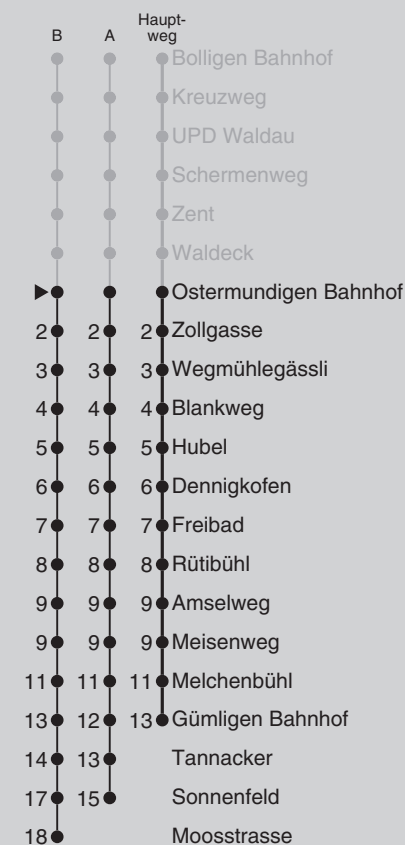 B A Haupt-
weg
Bolligen Bahnhof
Kreuzweg
UPD Waldau
Schermenweg
Zent
Waldeck
Ostermundigen Bahnhof
2 2 2 Zollgasse
3 3 3 Wegmühlegässli
4 4 4 Blankweg
5 5 5 Hubel
6 6 6 Dennigkofen
7 7 7 Freibad
8 8 8 Rütibühl
9 9 9 Amselweg
9 9 9 Meisenweg
11 11 11 Melchenbühl
13 12 13 Gümligen Bahnhof
14 13 Tannacker
17 15 Sonnenfeld
18 Moosstrasse